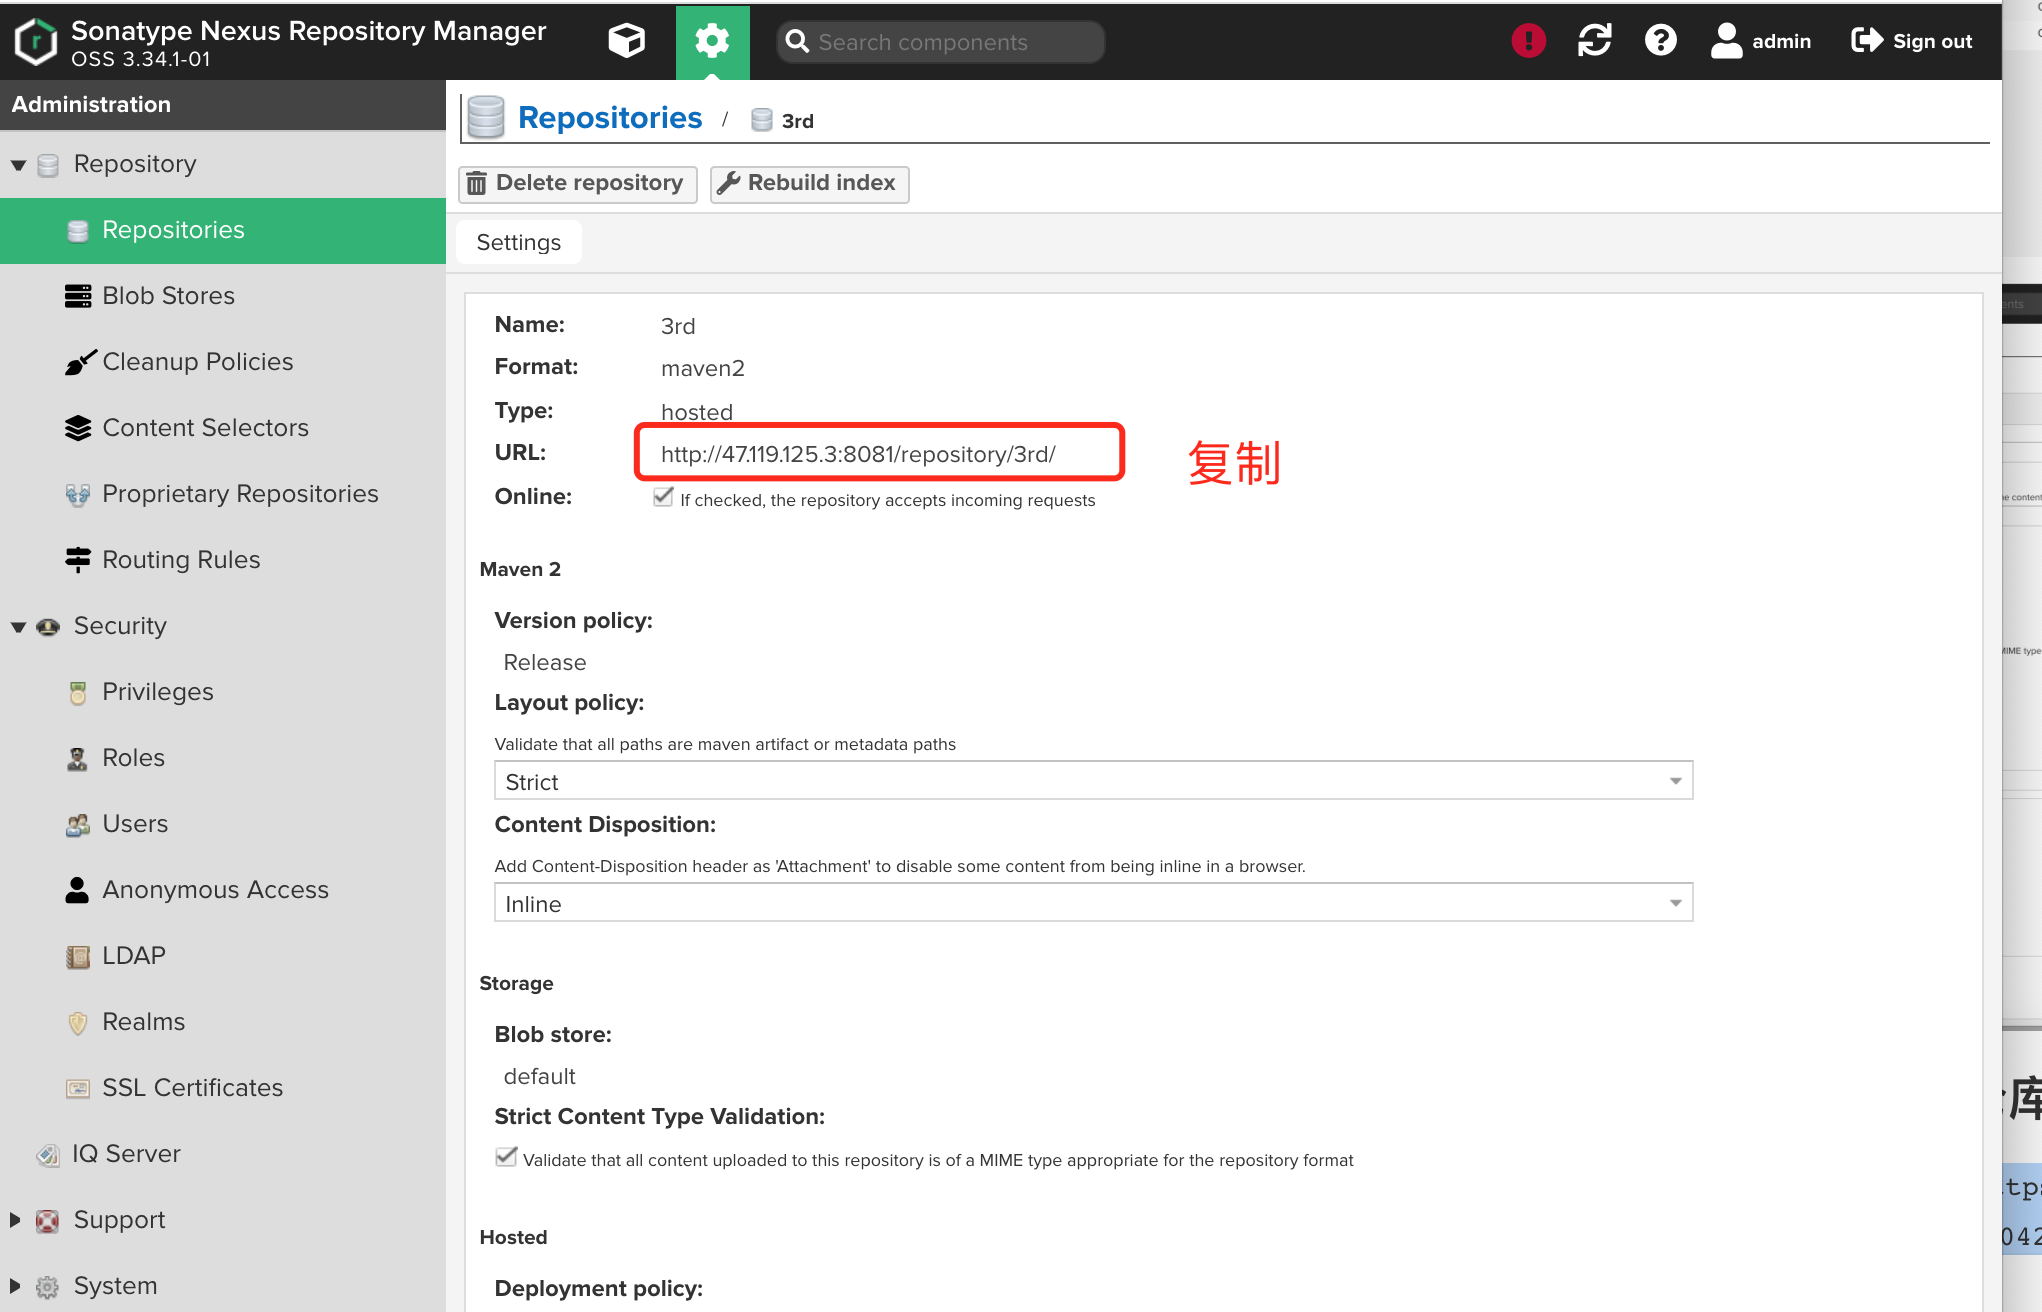 Sonatype Nexus Repository Manager
OSS 3.34.1-01
Search components
admin
Sign out
Administration
Repository
Repositories
Blob Stores
Cleanup Policies
Content Selectors
Proprietary Repositories
Routing Rules
Security
Privileges
Roles
Users
Anonymous Access
LDAP
Realms
SSL Certificates
IQ Server
Support
System
Repositories / 3rd
Delete repository
Rebuild index
Settings
Name: 3rd
Format: maven2
Type: hosted
URL: http://47.119.125.3:8081/repository/3rd/
复制
Online: If checked, the repository accepts incoming requests
Maven 2
Version policy:
Release
Layout policy:
Validate that all paths are maven artifact or metadata paths
Strict
Content Disposition:
Add Content-Disposition header as 'Attachment' to disable some content from being inline in a browser.
Inline
Storage
Blob store:
default
Strict Content Type Validation:
Validate that all content uploaded to this repository is of a MIME type appropriate for the repository format
Hosted
Deployment policy: